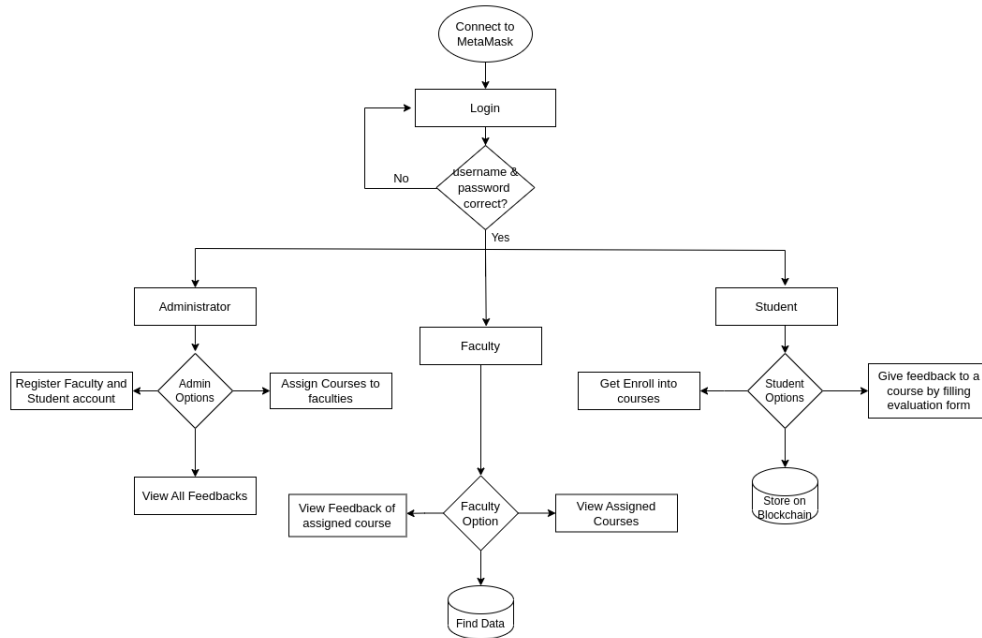 Connect to
MetaMask
Login
No
username &
password
correct?
Yes
Administrator
Student
Faculty
Register Faculty and
Student account
Admin
Options
Assign Courses to
faculties
Get Enroll into
courses
Student
Options
Give feedback to a
course by filling
evaluation form
View All Feedbacks
Store on
Blockchain
View Feedback of
assigned course
Faculty
Option
View Assigned
Courses
Find Data